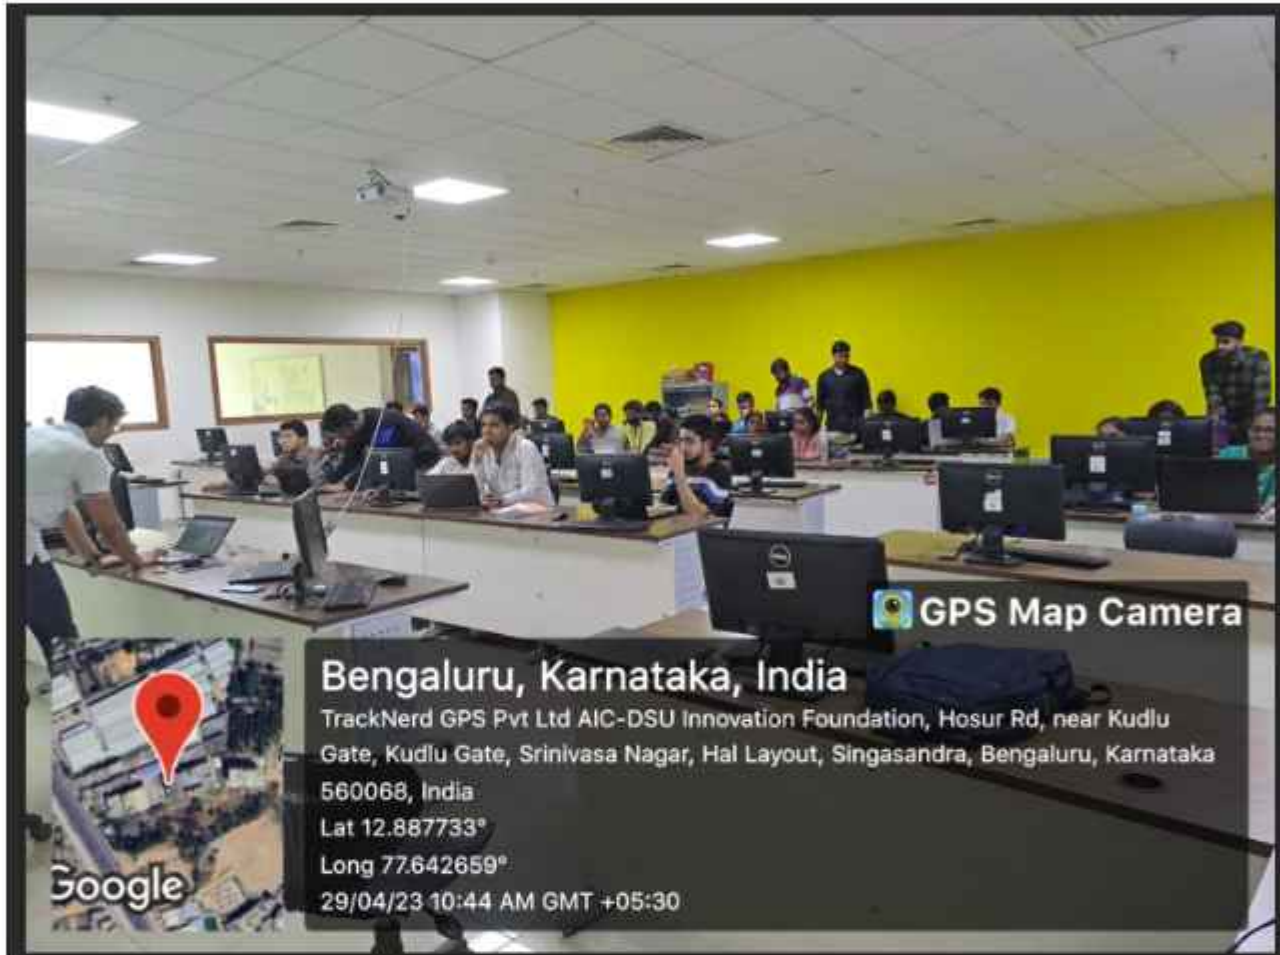 GPS Map Camera
Bengaluru, Karnataka, India
TrackNerd GPS Pvt Ltd AIC-DSU Innovation Foundation, Hosur Rd, near Kudlu
Gate, Kudlu Gate, Srinivasa Nagar, Hal Layout, Singasandra, Bengaluru, Karnataka
560068, India
Lat 12.887733°
Long 77.642659°
29/04/23 10:44 AM GMT +05:30
Google